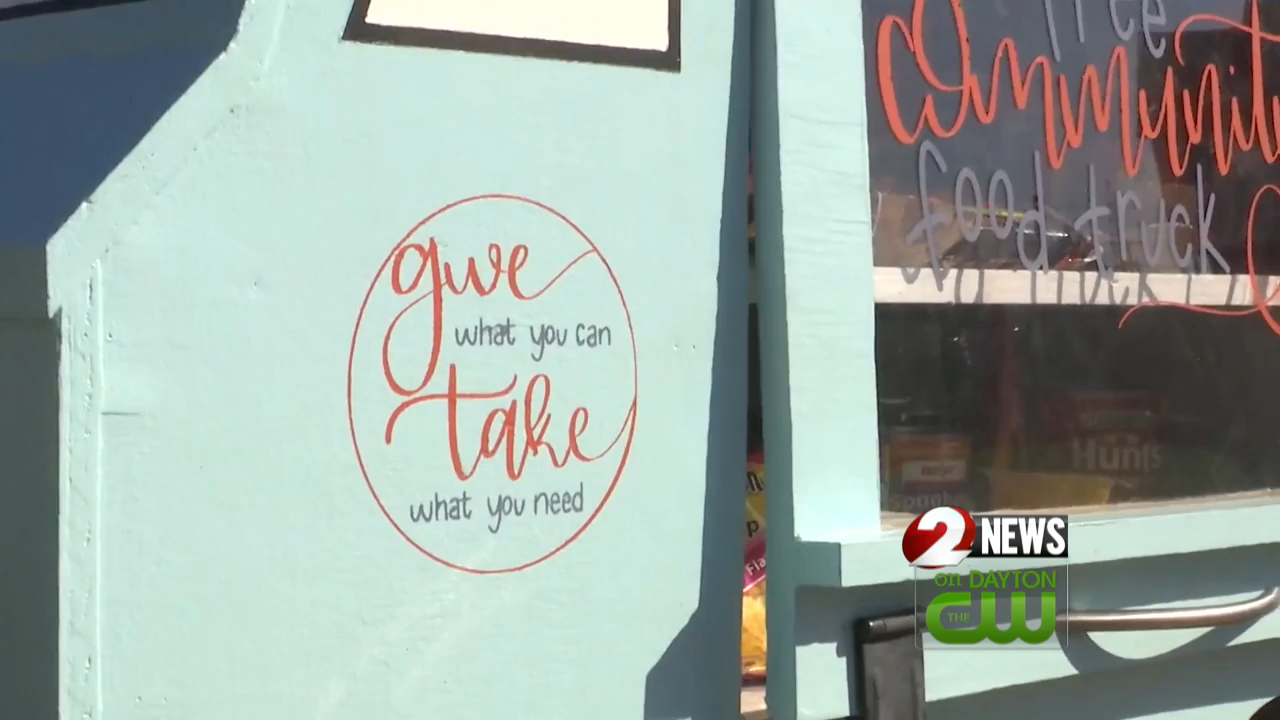 free
Community
food truck
give
what you can
take
what you need
Hunt's
2 NEWS
on DAYTON
THE CW